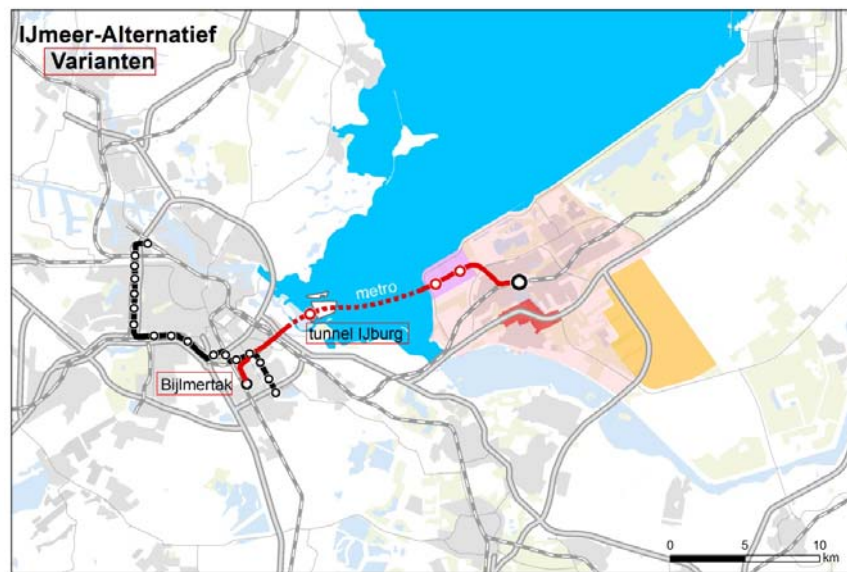 IJmeer-Alternatief
Varianten
metro
tunnel IJburg
Bijlmertak
0 5 10
km